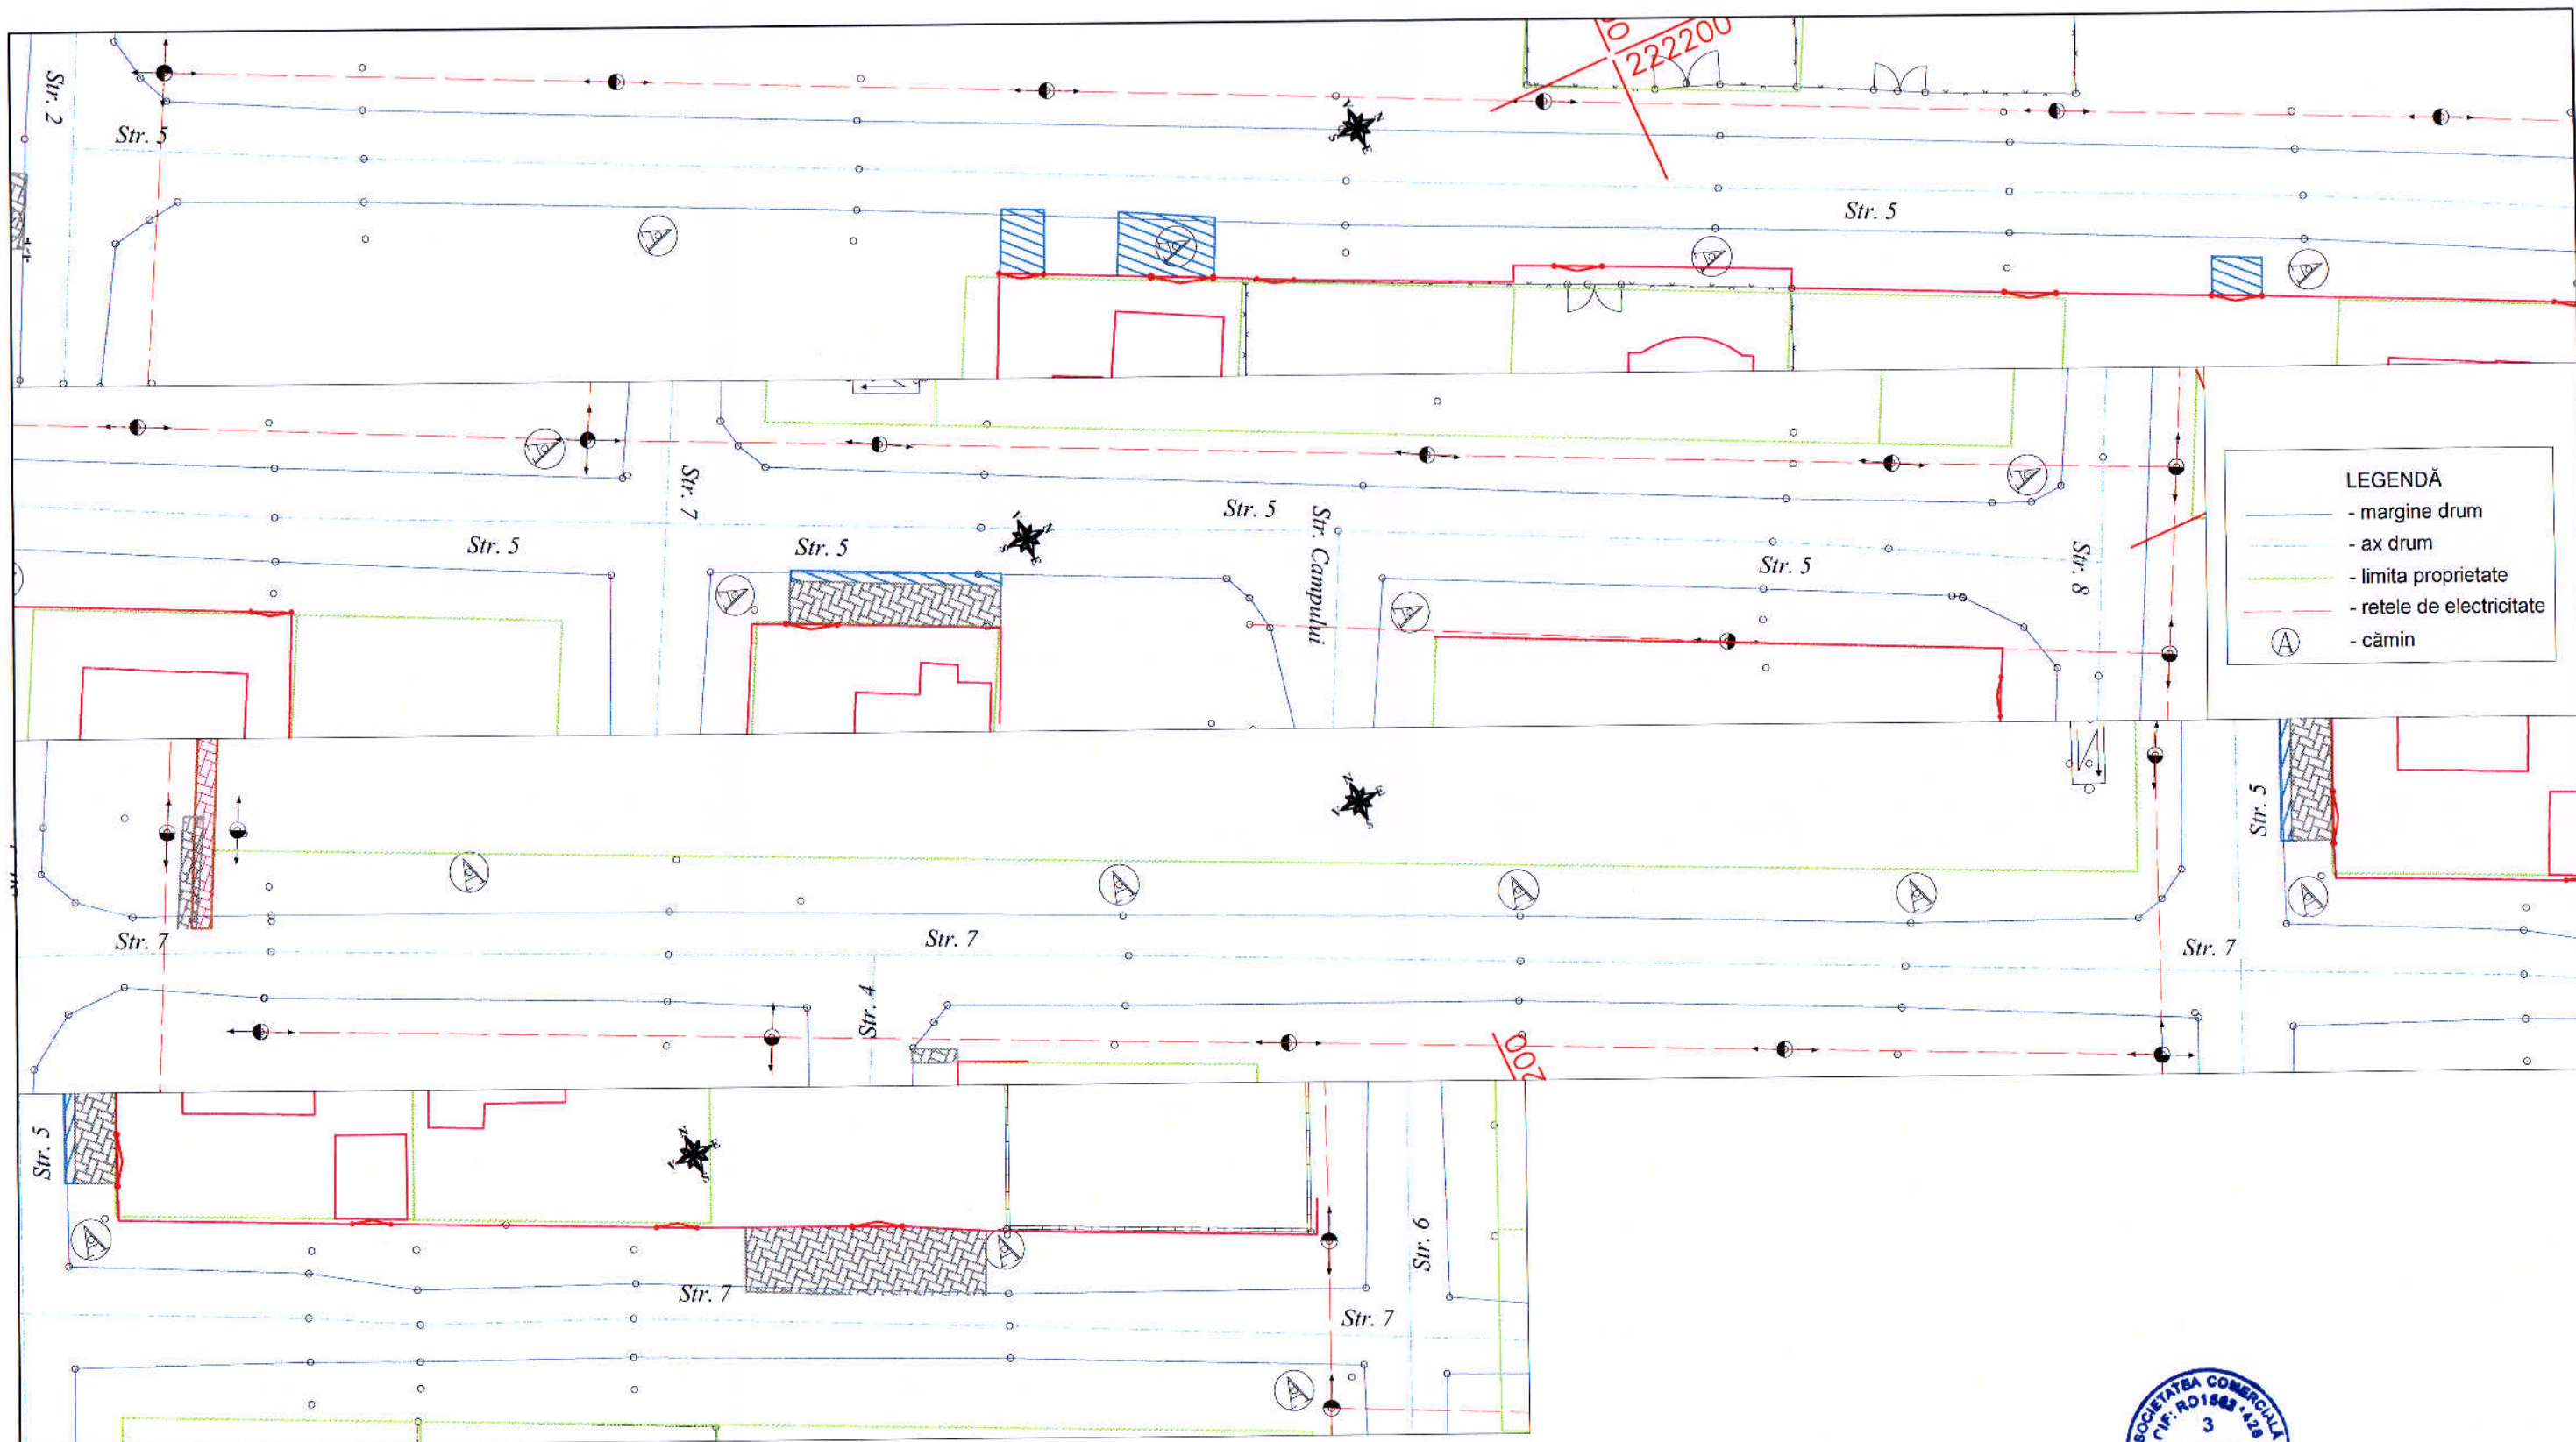 222200
Str. 2
Str. 5
Str. 5
A
A
A
A
N
E
S
V
Str. 7
Str. 5
Str. 5
Str. 5
Str. Campului
Str. 5
Str. 8
A
A
A
A
N
E
S
V
LEGENDĂ
- margine drum
- ax drum
- limita proprietate
- retele de electricitate
A - cămin
Str. 7
Str. 7
Str. 4
Str. 5
Str. 7
A
A
A
A
A
N
E
S
V
200
Str. 5
Str. 7
Str. 6
Str. 7
A
A
A
N
E
S
V
SOCIETATEA COMERCIALĂ
3